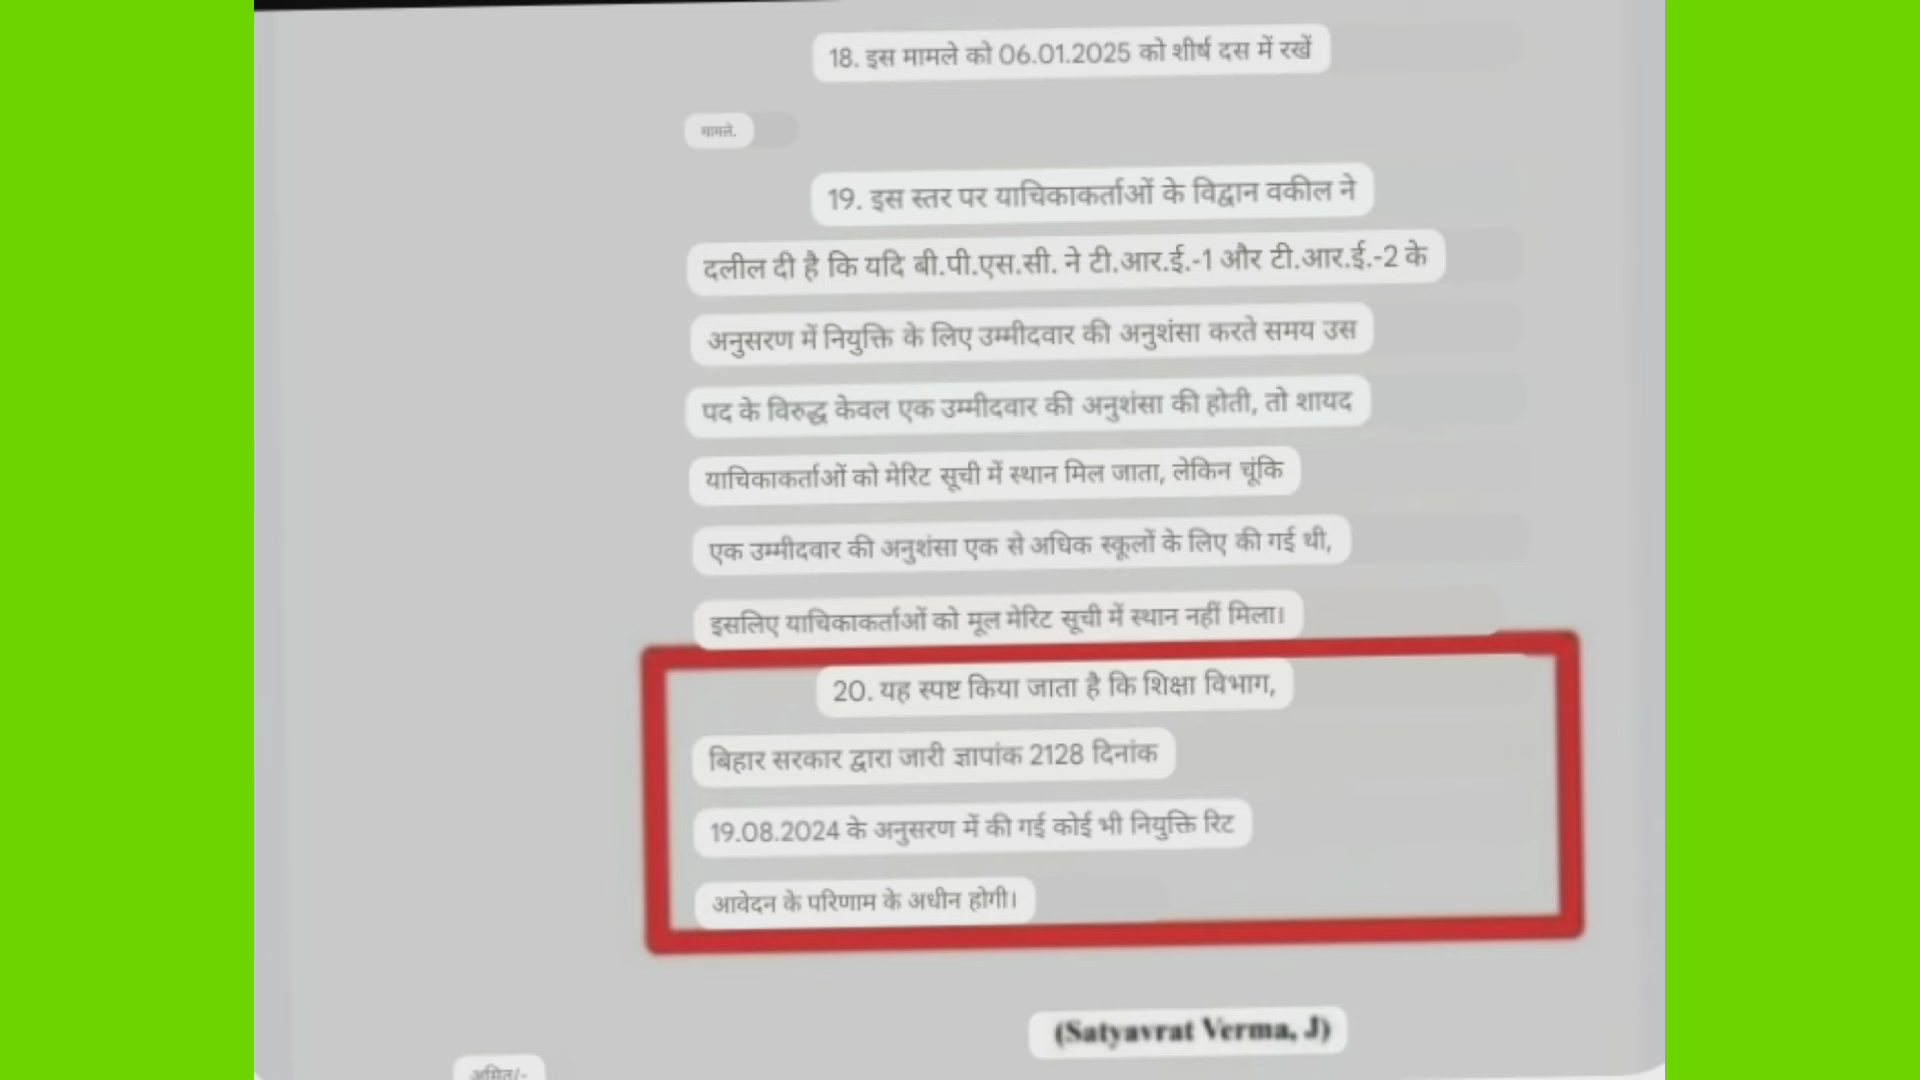 18. इस मामले को 06.01.2025 को शीर्ष दस में रखें
मामले.
19. इस स्तर पर याचिकाकर्ताओं के विद्वान वकील ने
दलील दी है कि यदि बी.पी.एस.सी. ने टी.आर.ई.-1 और टी.आर.ई.-2 के
अनुसरण में नियुक्ति के लिए उम्मीदवार की अनुशंसा करते समय उस
पद के विरुद्ध केवल एक उम्मीदवार की अनुशंसा की होती, तो शायद
याचिकाकर्ताओं को मेरिट सूची में स्थान मिल जाता, लेकिन चूंकि
एक उम्मीदवार की अनुशंसा एक से अधिक स्कूलों के लिए की गई थी,
इसलिए याचिकाकर्ताओं को मूल मेरिट सूची में स्थान नहीं मिला।
20. यह स्पष्ट किया जाता है कि शिक्षा विभाग,
बिहार सरकार द्वारा जारी ज्ञापांक 2128 दिनांक
19.08.2024 के अनुसरण में की गई कोई भी नियुक्ति रिट
आवेदन के परिणाम के अधीन होगी।
(Satyavrat Verma, J)
अमित/-